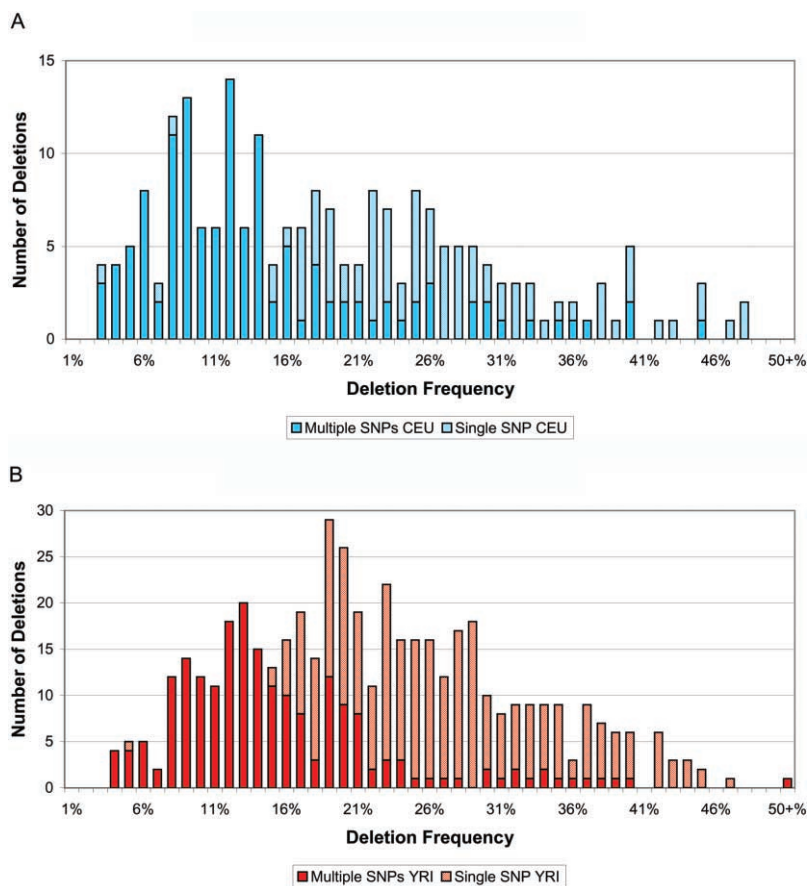 A
15
10
5
0
Number of Deletions
1% 6% 11% 16% 21% 26% 31% 36% 41% 46% 50+%
Deletion Frequency
Multiple SNPs CEU Single SNP CEU
B
30
25
20
15
10
5
0
Number of Deletions
1% 6% 11% 16% 21% 26% 31% 36% 41% 46% 50+%
Deletion Frequency
Multiple SNPs YRI Single SNP YRI